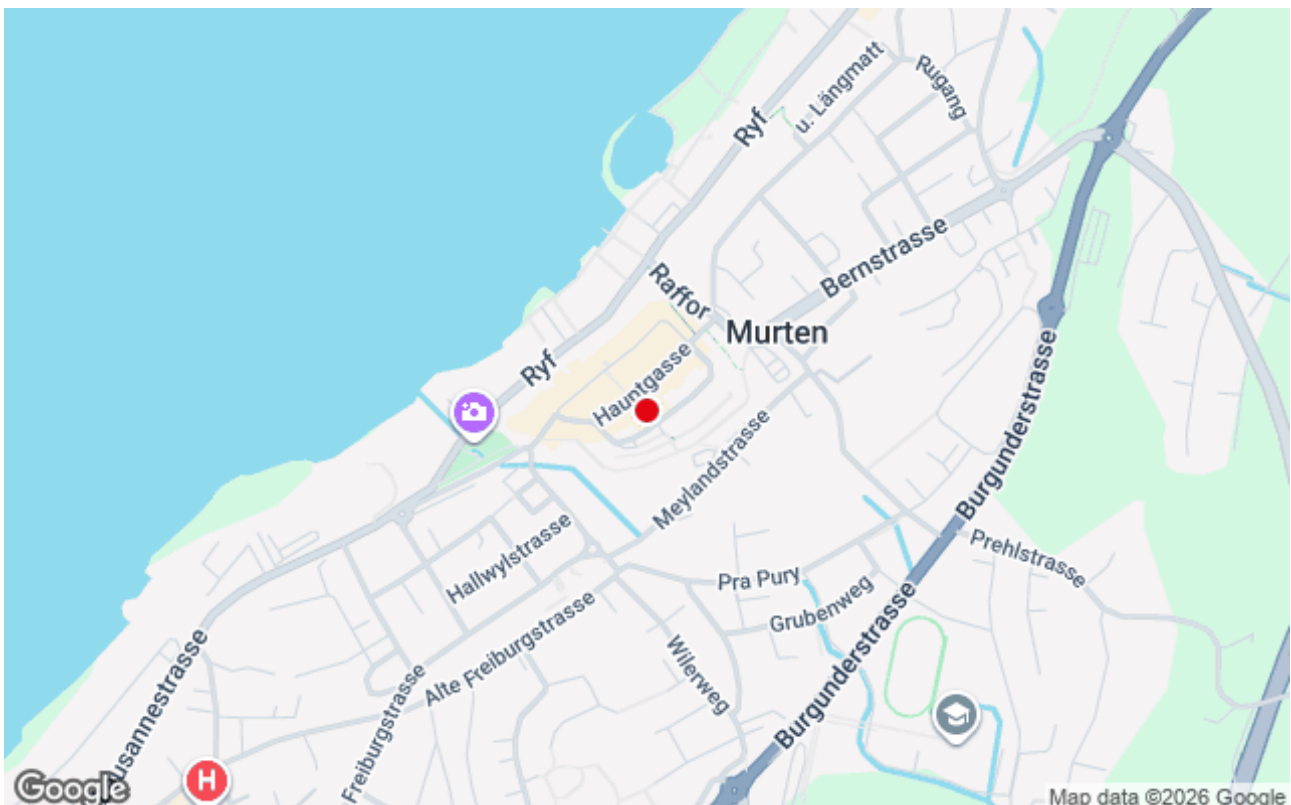 u. Längmatt
Rugang
Ryf
Bernstrasse
Raffor
Murten
Ryf
Hauptgasse
Burgunderstrasse
Meylandstrasse
Prehlstrasse
Hallwylstrasse
Pra Pury
Grubenweg
Alte Freiburgstrasse
Wilerweg
Burgunderstrasse
usannestrasse
Freiburgstrasse
H
Google
Map data ©2026 Google